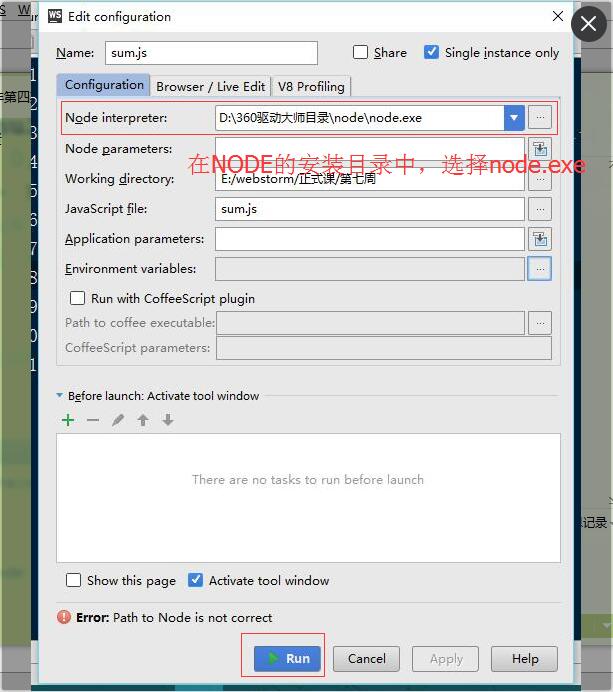 WS Edit configuration
Name: sum.js Share Single instance only
Configuration Browser / Live Edit V8 Profiling
Node interpreter: D:\360驱动大师目录\node\node.exe ...
Node parameters:
在NODE的安装目录中，选择node.exe
Working directory: E:/webstorm/正式课/第七周 ...
JavaScript file: sum.js ...
Application parameters:
Environment variables: ...
Run with CoffeeScript plugin
Path to coffee executable: ...
CoffeeScript parameters:
Before launch: Activate tool window
There are no tasks to run before launch
Show this page Activate tool window
Error: Path to Node is not correct
Run Cancel Apply Help